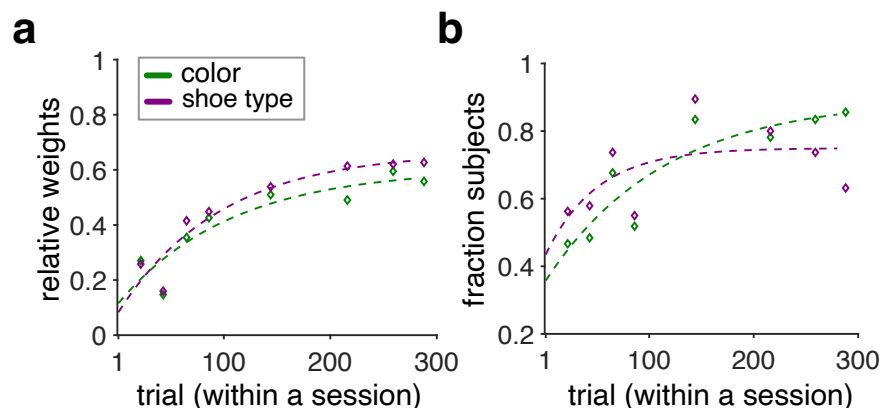 a
relative weights
1
0.8
0.6
0.4
0.2
0
color
shoe type
1
100
200
300
trial (within a session)
b
fraction subjects
1
0.8
0.6
0.4
0.2
1
100
200
300
trial (within a session)